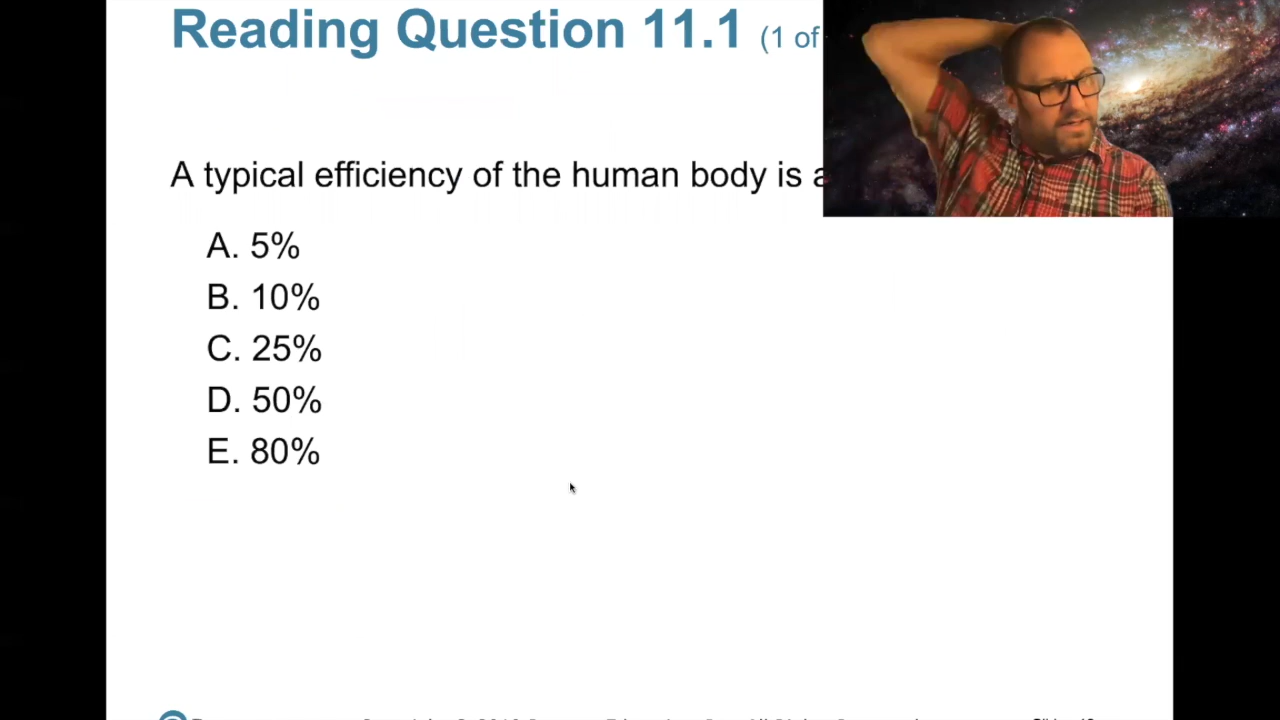 Reading Question 11.1 (1 of
A typical efficiency of the human body is a
A. 5%
B. 10%
C. 25%
D. 50%
E. 80%